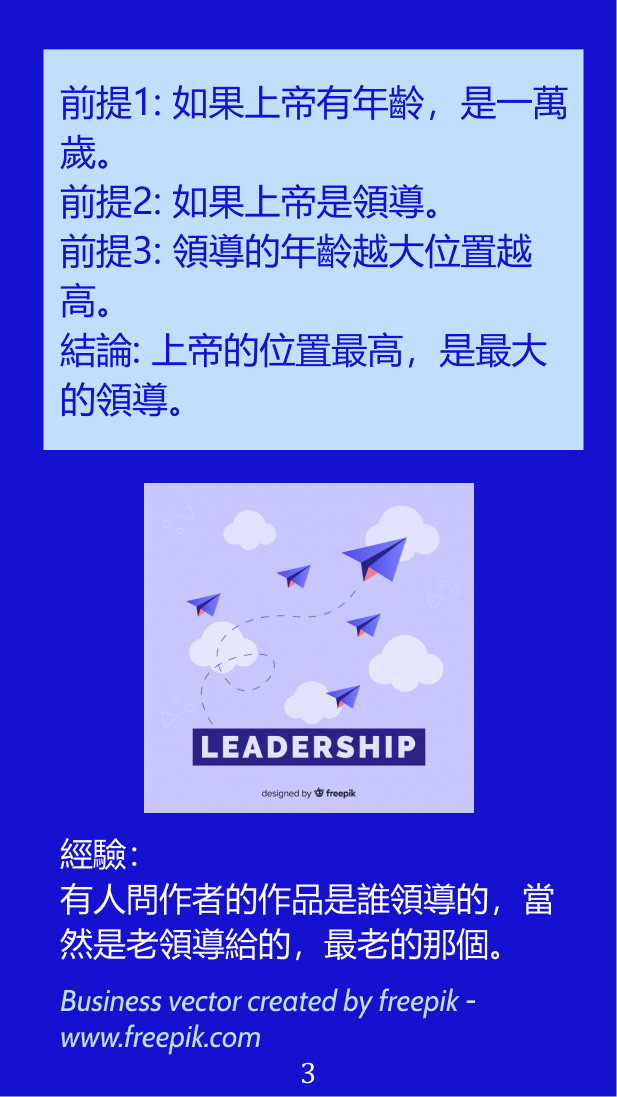 前提1: 如果上帝有年齡，是一萬
歲。
前提2: 如果上帝是領導。
前提3: 領導的年齡越大位置越
高。
結論: 上帝的位置最高，是最大
的領導。
LEADERSHIP
designed by freepik
經驗：
有人問作者的作品是誰領導的，當
然是老領導給的，最老的那個。
Business vector created by freepik -
www.freepik.com
3